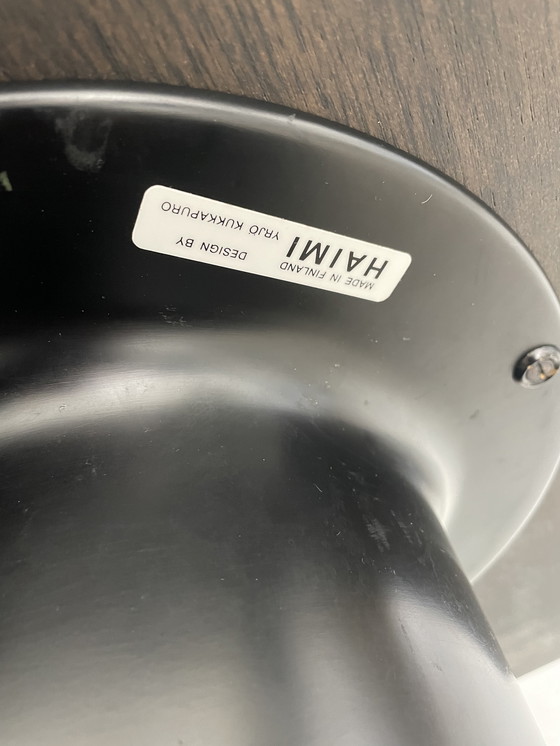 MADE IN FINLAND
HAIMI
DESIGN BY
YRJÖ KUKKAPURO